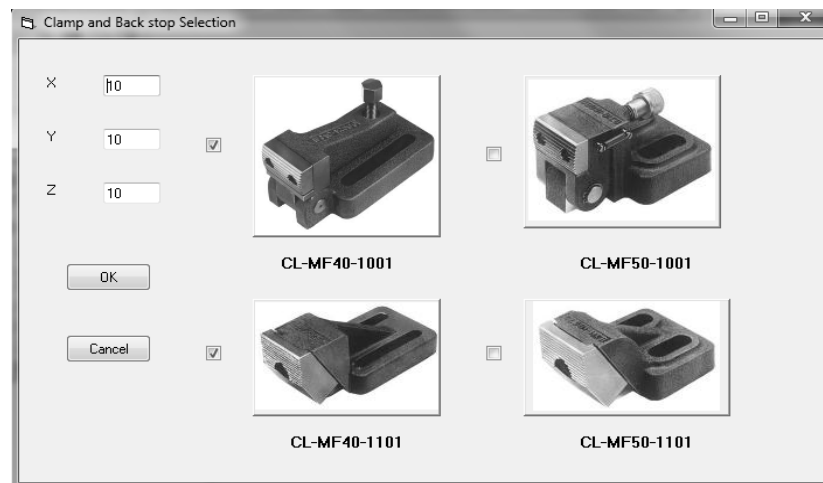 Clamp and Back stop Selection
X 10
Y 10
Z 10
OK
Cancel
CL-MF40-1001
CL-MF50-1001
CL-MF40-1101
CL-MF50-1101